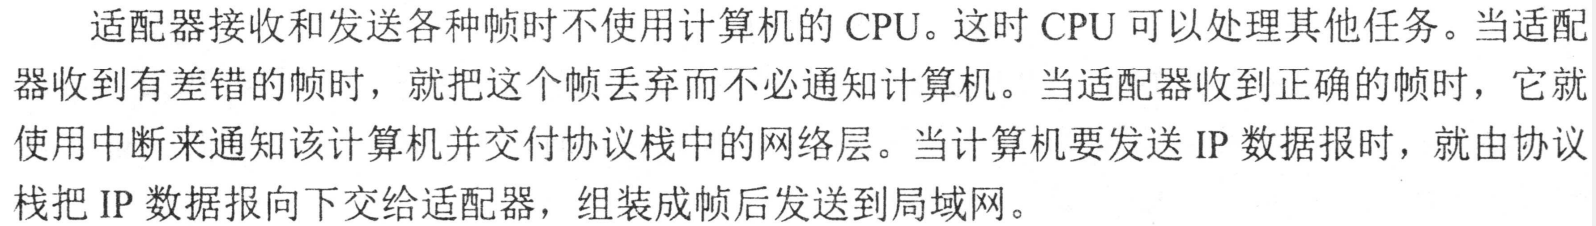 适配器接收和发送各种帧时不使用计算机的 CPU。这时 CPU 可以处理其他任务。当适配
器收到有差错的帧时，就把这个帧丢弃而不必通知计算机。当适配器收到正确的帧时，它就
使用中断来通知该计算机并交付协议栈中的网络层。当计算机要发送 IP 数据报时，就由协议
栈把 IP 数据报向下交给适配器，组装成帧后发送到局域网。